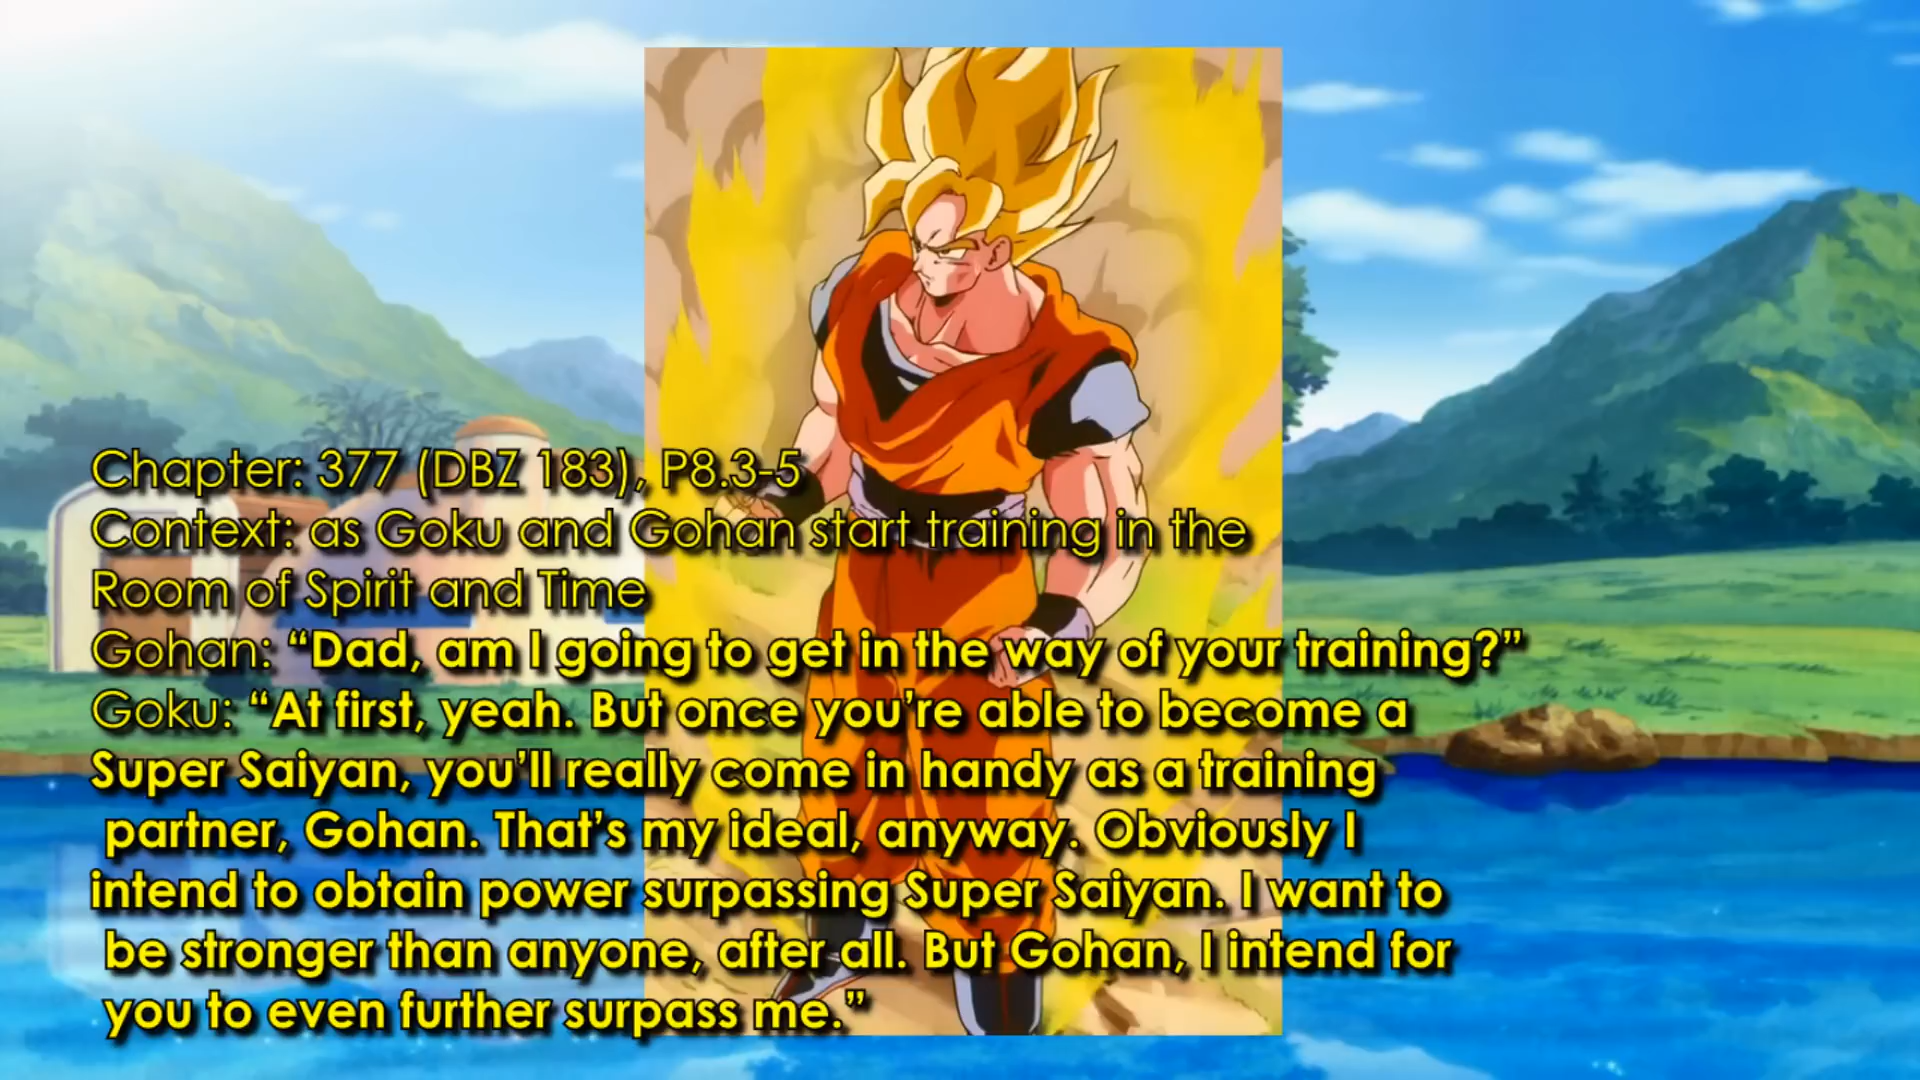 Chapter: 377 (DBZ 183), P8.3-5
Context: as Goku and Gohan start training in the
Room of Spirit and Time
Gohan: “Dad, am I going to get in the way of your training?”
Goku: “At first, yeah. But once you’re able to become a
Super Saiyan, you’ll really come in handy as a training
partner, Gohan. That’s my ideal, anyway. Obviously I
intend to obtain power surpassing Super Saiyan. I want to
be stronger than anyone, after all. But Gohan, I intend for
you to even further surpass me.”